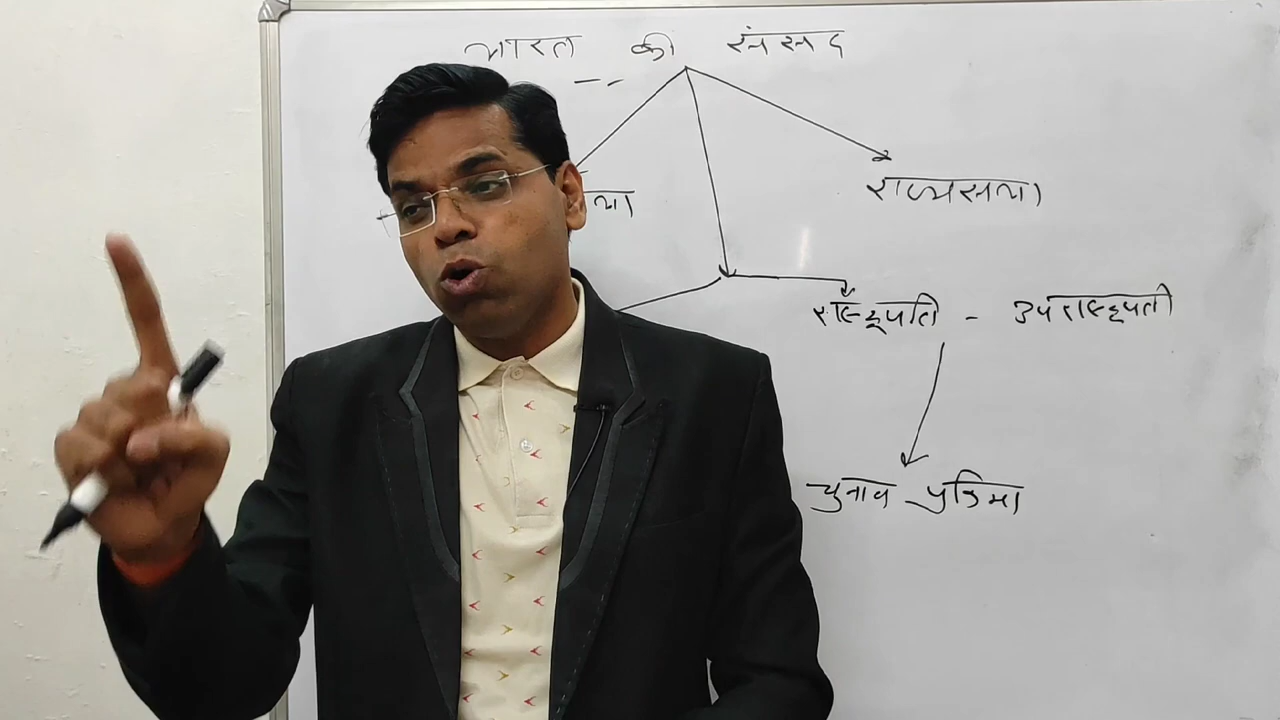 भारत की संसद
राज्यसभा
राष्ट्रपति - उपराष्ट्रपती
चुनाव प्रक्रिया